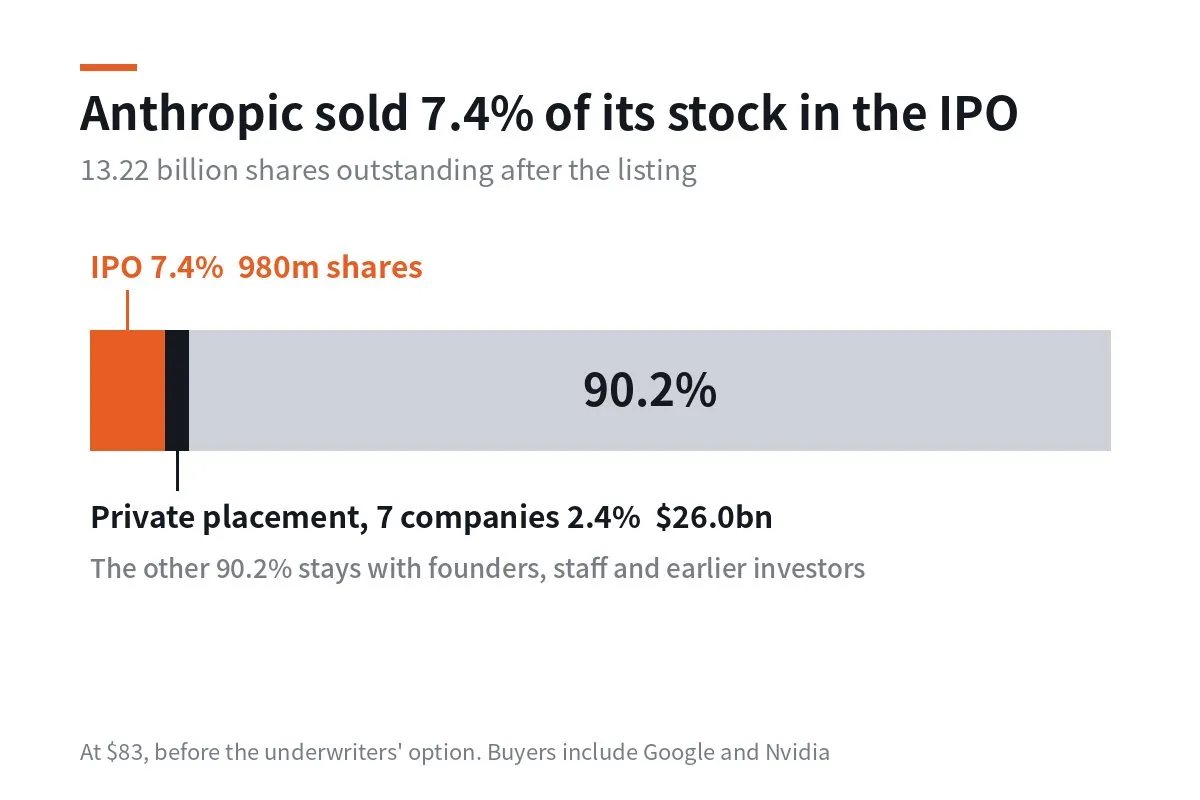 Anthropic sold 7.4% of its stock in the IPO
13.22 billion shares outstanding after the listing
IPO 7.4%  980m shares
90.2%
Private placement, 7 companies 2.4%  $26.0bn
The other 90.2% stays with founders, staff and earlier investors
At $83, before the underwriters' option. Buyers include Google and Nvidia